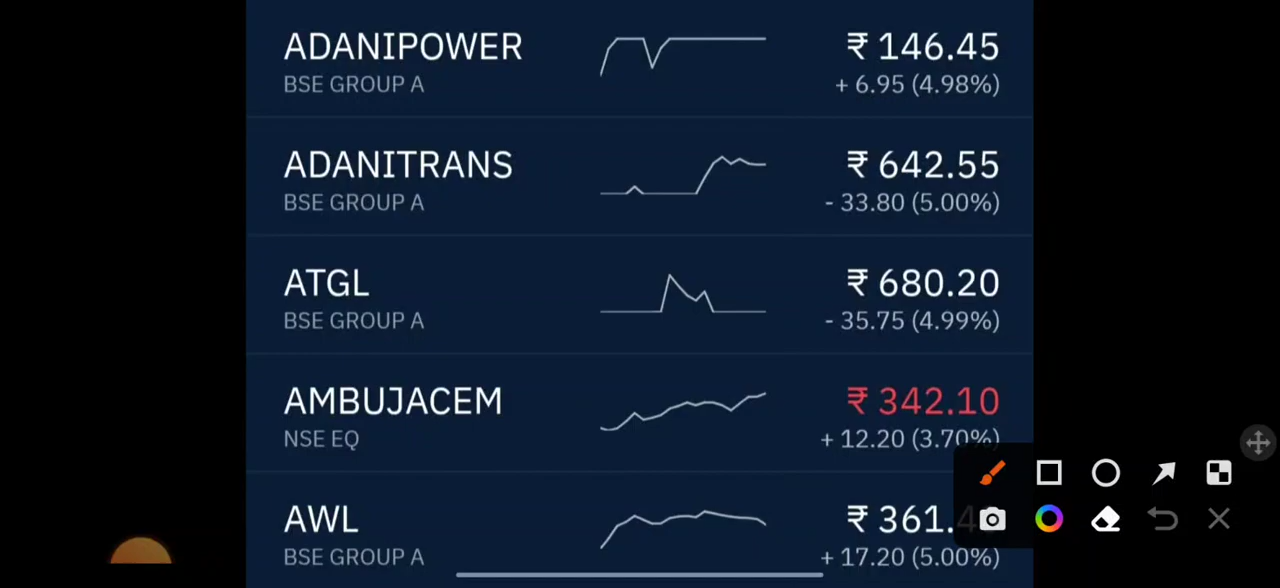 ADANIPOWER ₹ 146.45
BSE GROUP A + 6.95 (4.98%)
ADANITRANS ₹ 642.55
BSE GROUP A - 33.80 (5.00%)
ATGL ₹ 680.20
BSE GROUP A - 35.75 (4.99%)
AMBUJACEM ₹ 342.10
NSE EQ + 12.20 (3.70%)
AWL ₹ 361.
BSE GROUP A + 17.20 (5.00%)